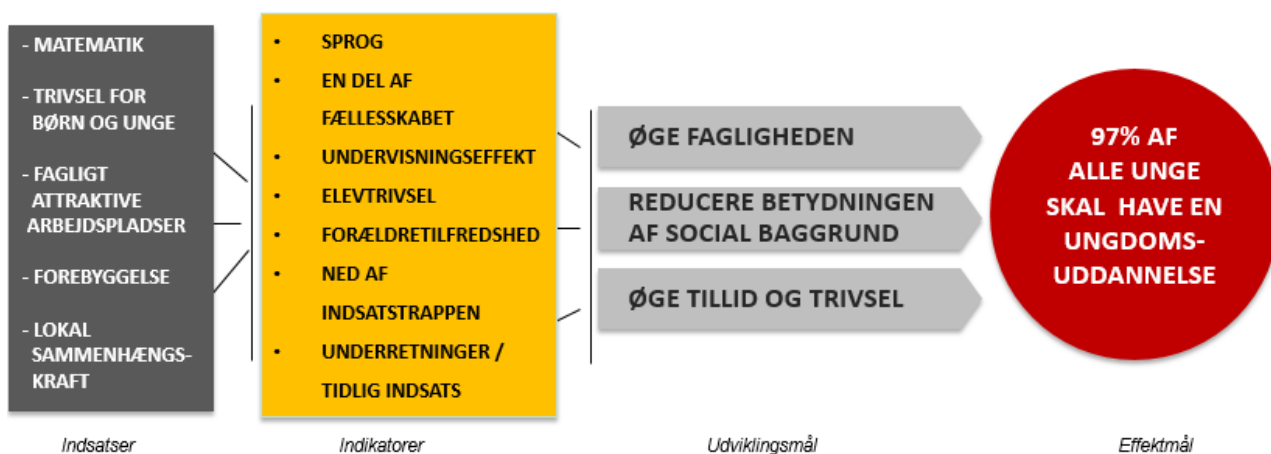 - MATEMATIK
- TRIVSEL FOR
BØRN OG UNGE
- FAGLIGT
ATTRAKTIVE
ARBEJDSPLADSER
- FOREBYGGELSE
- LOKAL
SAMMENHÆNGS-
KRAFT
Indsatser
• SPROG
• EN DEL AF
FÆLLESSKABET
• UNDERVISNINGSEFFEKT
• ELEVTRIVSEL
• FORÆLDRETILFREDSHED
• NED AF
INDSATSTRAPPEN
• UNDERRETNINGER /
TIDLIG INDSATS
Indikatorer
ØGE FAGLIGHEDEN
REDUCERE BETYDNINGEN
AF SOCIAL BAGGRUND
ØGE TILLID OG TRIVSEL
Udviklingsmål
97% AF
ALLE UNGE
SKAL HAVE EN
UNGDOMS-
UDDANNELSE
Effektmål